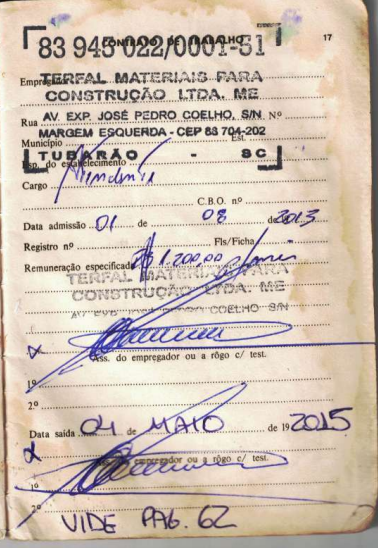 CONTRATO DE TRABALHO 17
83 945 022/0001-51
Empregador TERFAL MATERIAIS PARA
CONSTRUÇÃO LTDA. ME
Rua AV. EXP. JOSÉ PEDRO COELHO, S/N. Nº
MARGEM ESQUERDA - CEP 88 704-202
Município Est.
TUBARÃO - SC
Esp. do estabelecimento
Cargo
C.B.O. nº
Data admissão 01 de 08 de 2013
Registro nº Fls/Ficha
Remuneração especificada R$ 1.200,00
TERFAL MATERIAIS PARA
CONSTRUÇÃO LTDA. ME
COELHO S/N
Ass. do empregador ou a rôgo c/ test.
1º
2º
Data saída 04 de MAIO de 19 2015
empregador ou a rôgo c/ test.
1º
2º
VIDE PAG. 62